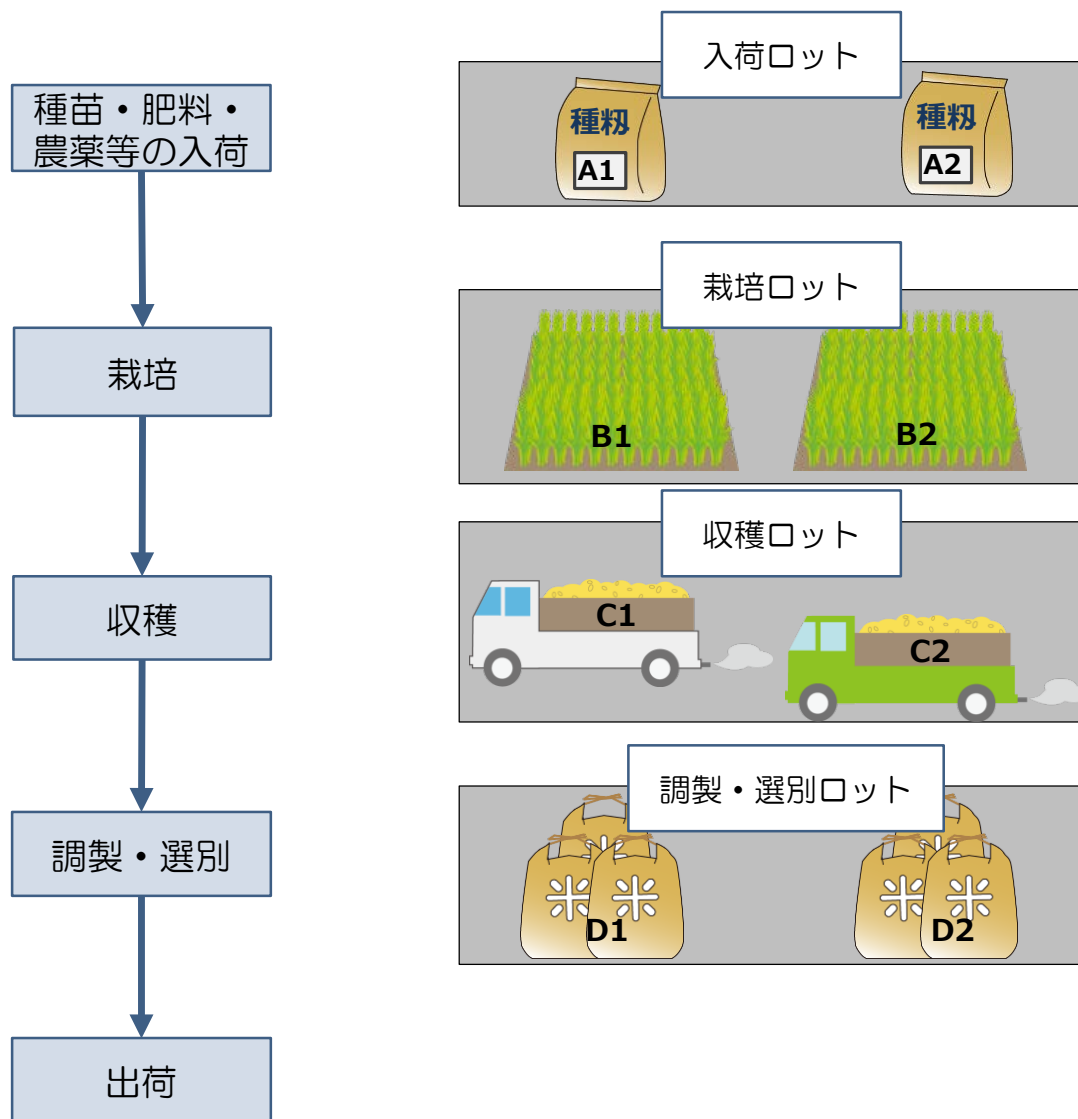 種苗・肥料・
農薬等の入荷
栽培
収穫
調製・選別
出荷
入荷ロット
種籾
A1
種籾
A2
栽培ロット
B1
B2
収穫ロット
C1
C2
調製・選別ロット
米
米
D1
米
米
D2